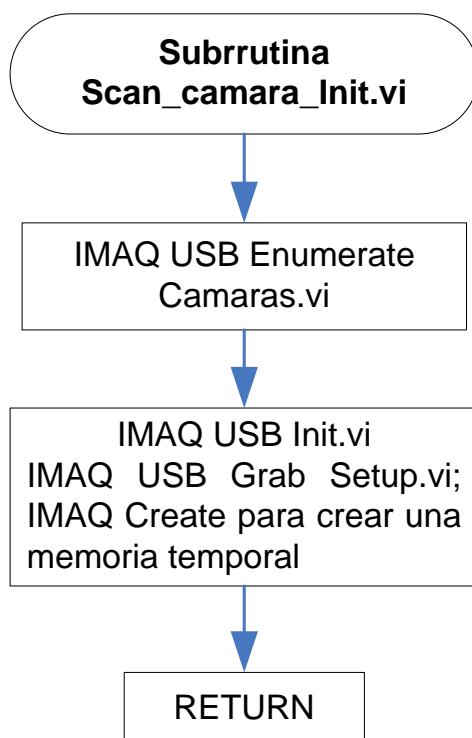 Subrrutina
Scan_camara_Init.vi
IMAQ USB Enumerate
Camaras.vi
IMAQ USB Init.vi
IMAQ USB Grab Setup.vi;
IMAQ Create para crear una
memoria temporal
RETURN